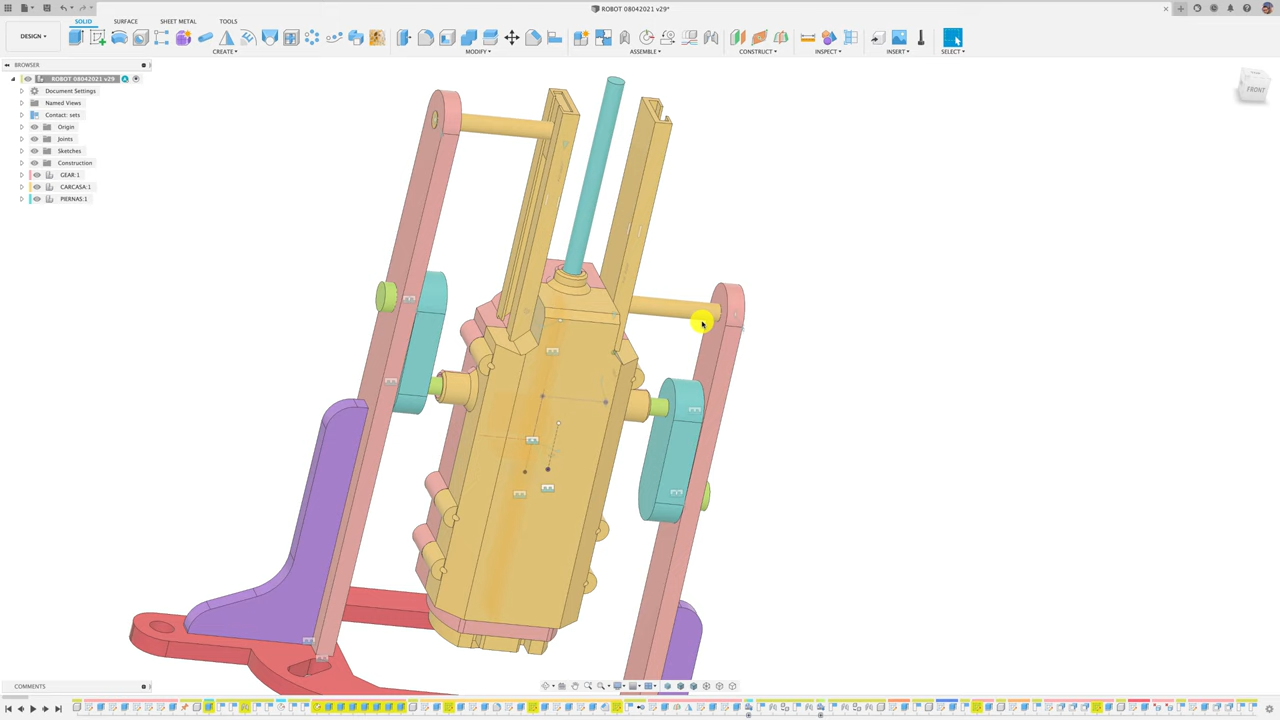 ROBOT 08042021 v29*
DESIGN
SOLID
SURFACE
SHEET METAL
TOOLS
CREATE
MODIFY
ASSEMBLE
CONSTRUCT
INSPECT
INSERT
SELECT
BROWSER
ROBOT 08042021 v29
Document Settings
Named Views
Contact: sets
Origin
Joints
Sketches
Construction
GEAR:1
CARCASA:1
PIERNAS:1
FRONT
COMMENTS